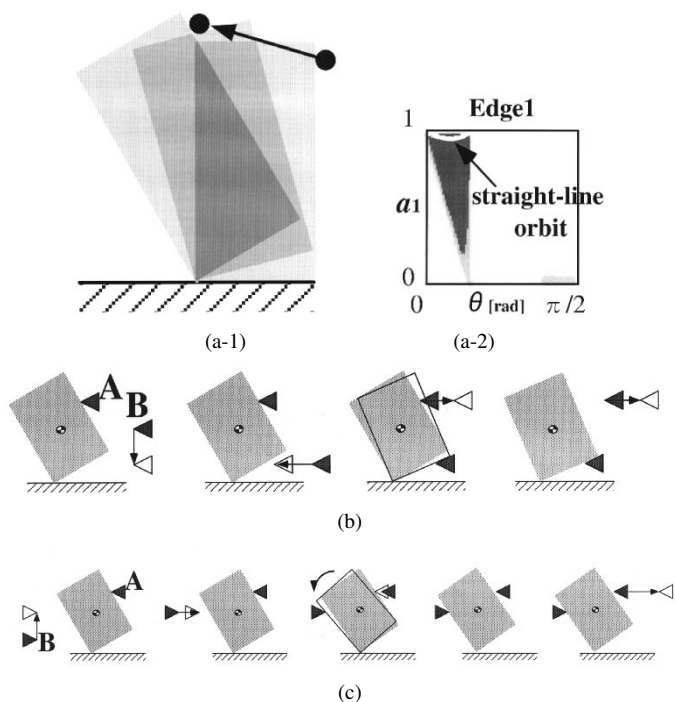 Edge1
1
a1
straight-line
orbit
0
0 θ [rad] π/2
(a-1) (a-2)
A
B
(b)
A
B
(c)